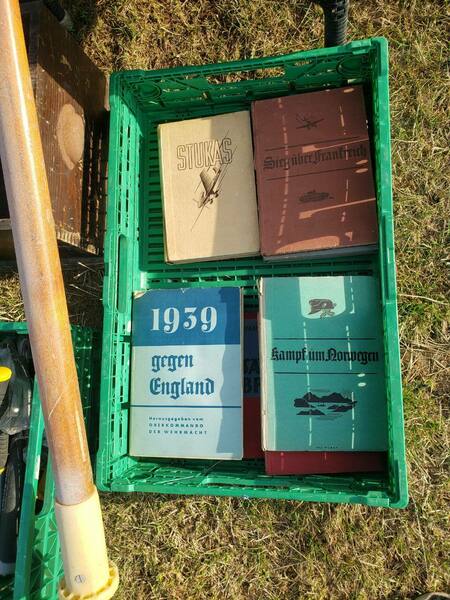 STUKAS
Sieg über Frankreich
1939
gegen
England
Herausgegeben vom
OBERKOMMANDO
DER WEHRMACHT
Kampf um Norwegen